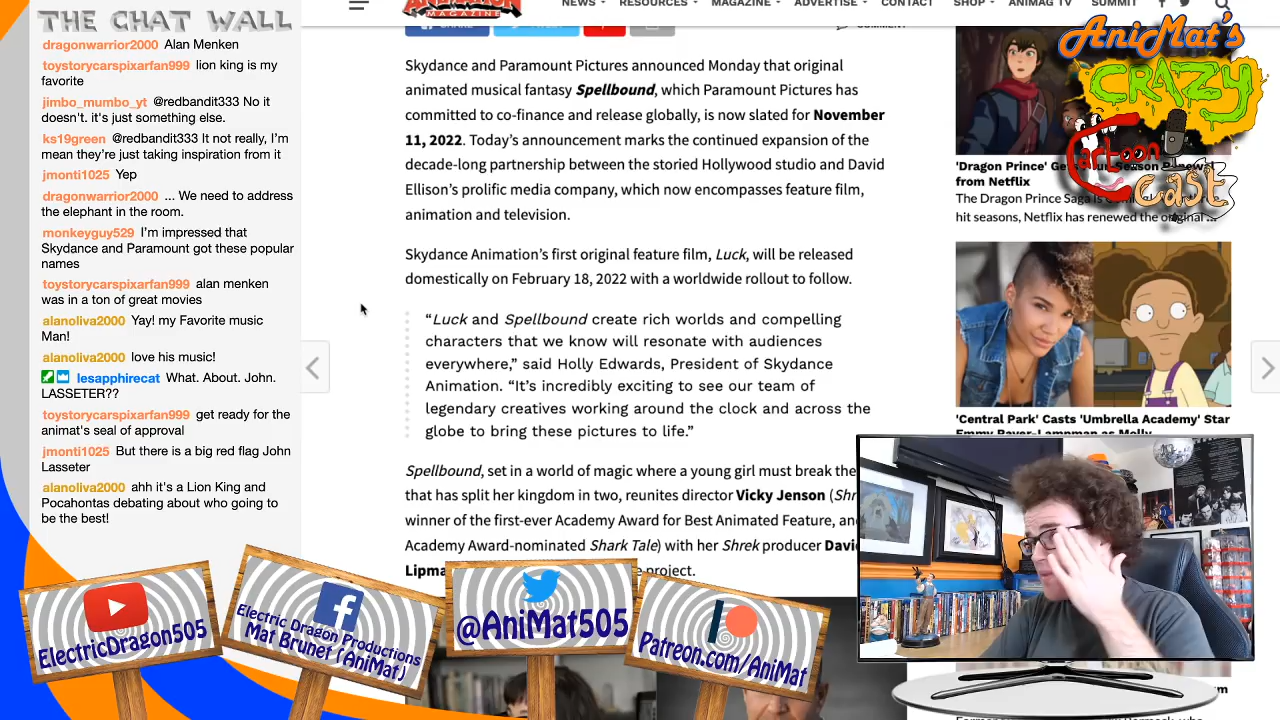 THE CHAT WALL
dragonwarrior2000 Alan Menken
toystorycarspixarfan999 lion king is my
favorite
jimbo_mumbo_yt @redbandit333 No it
doesn't. it's just something else.
ks19green @redbandit333 It not really, I'm
mean they're just taking inspiration from it
jmonti1025 Yep
dragonwarrior2000 ... We need to address
the elephant in the room.
monkeyguy529 I'm impressed that
Skydance and Paramount got these popular
names
toystorycarspixarfan999 alan menken
was in a ton of great movies
alanoliva2000 Yay! my Favorite music
Man!
alanoliva2000 love his music!
lesapphirecat What. About. John.
LASSETER??
toystorycarspixarfan999 get ready for the
animat's seal of approval
jmonti1025 But there is a big red flag John
Lasseter
alanoliva2000 ahh it's a Lion King and
Pocahontas debating about who going to
be the best!
MAGAZINE
NEWS
RESOURCES
MAGAZINE
ADVERTISE
CONTACT
SHOP
ANIMAG TV
SUMMIT
Skydance and Paramount Pictures announced Monday that original
animated musical fantasy Spellbound, which Paramount Pictures has
committed to co-finance and release globally, is now slated for November
11, 2022. Today's announcement marks the continued expansion of the
decade-long partnership between the storied Hollywood studio and David
Ellison's prolific media company, which now encompasses feature film,
animation and television.
Skydance Animation's first original feature film, Luck, will be released
domestically on February 18, 2022 with a worldwide rollout to follow.
“Luck and Spellbound create rich worlds and compelling
characters that we know will resonate with audiences
everywhere,” said Holly Edwards, President of Skydance
Animation. “It's incredibly exciting to see our team of
legendary creatives working around the clock and across the
globe to bring these pictures to life.”
Spellbound, set in a world of magic where a young girl must break the
that has split her kingdom in two, reunites director Vicky Jenson (Shr
winner of the first-ever Academy Award for Best Animated Feature, an
Academy Award-nominated Shark Tale) with her Shrek producer Davi
Lipma project.
AniMat's
CRAZY
Cartoon
Cast
'Dragon Prince' Ge
from Netflix
The Dragon Prince Saga is
hit seasons, Netflix has renewed the original ...
'Central Park' Casts 'Umbrella Academy' Star
ElectricDragon505
Electric Dragon Productions
Mat Brunet (AniMat)
@AniMat505
Patreon.com/AniMat